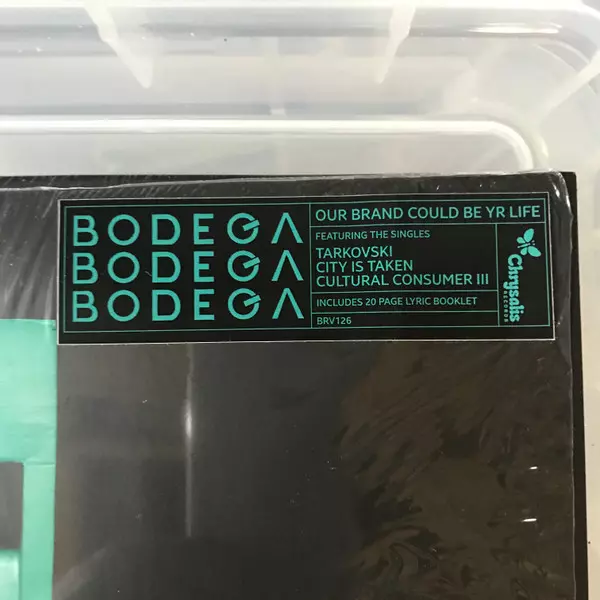 BODEGA
BODEGA
BODEGA
OUR BRAND COULD BE YR LIFE
FEATURING THE SINGLES
TARKOVSKI
CITY IS TAKEN
CULTURAL CONSUMER III
INCLUDES 20 PAGE LYRIC BOOKLET
BRV126
Chrysalis
RECORDS